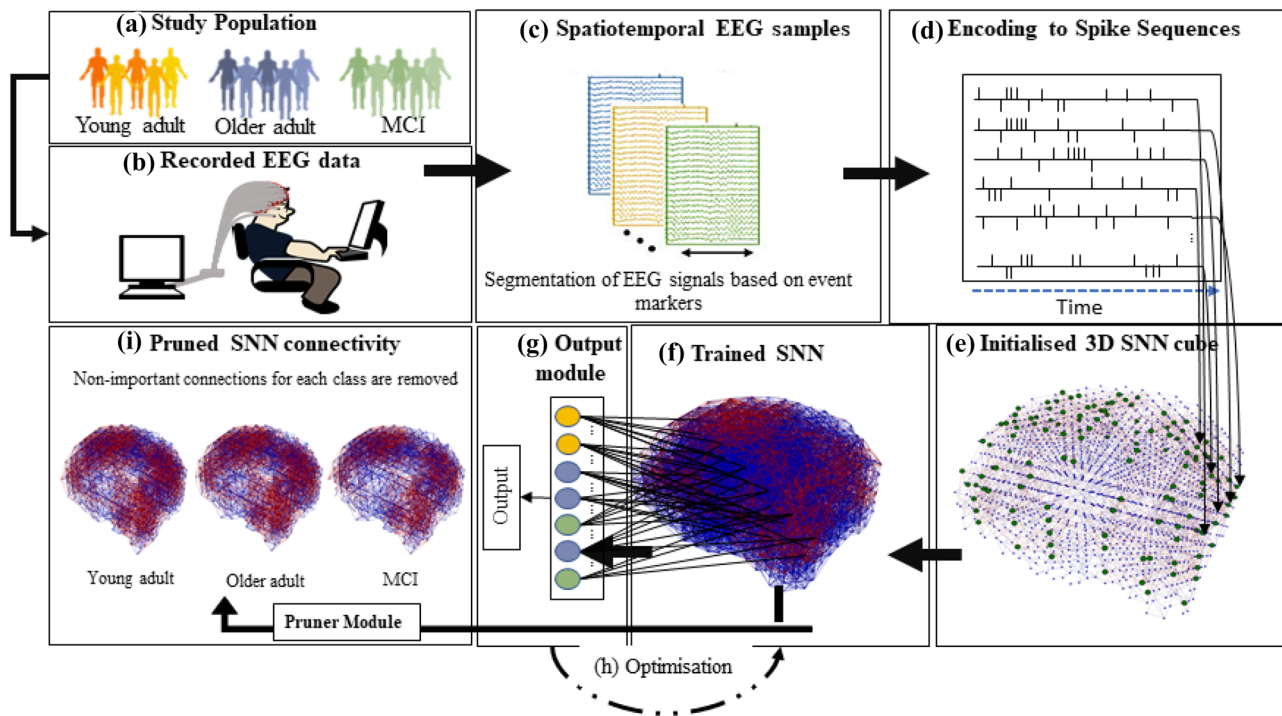 (a) Study Population
Young adult
Older adult
MCI
(b) Recorded EEG data
(c) Spatiotemporal EEG samples
Segmentation of EEG signals based on event
markers
(d) Encoding to Spike Sequences
Time
(e) Initialised 3D SNN cube
(f) Trained SNN
(g) Output
module
Output
(h) Optimisation
(i) Pruned SNN connectivity
Non-important connections for each class are removed
Young adult
Older adult
MCI
Pruner Module